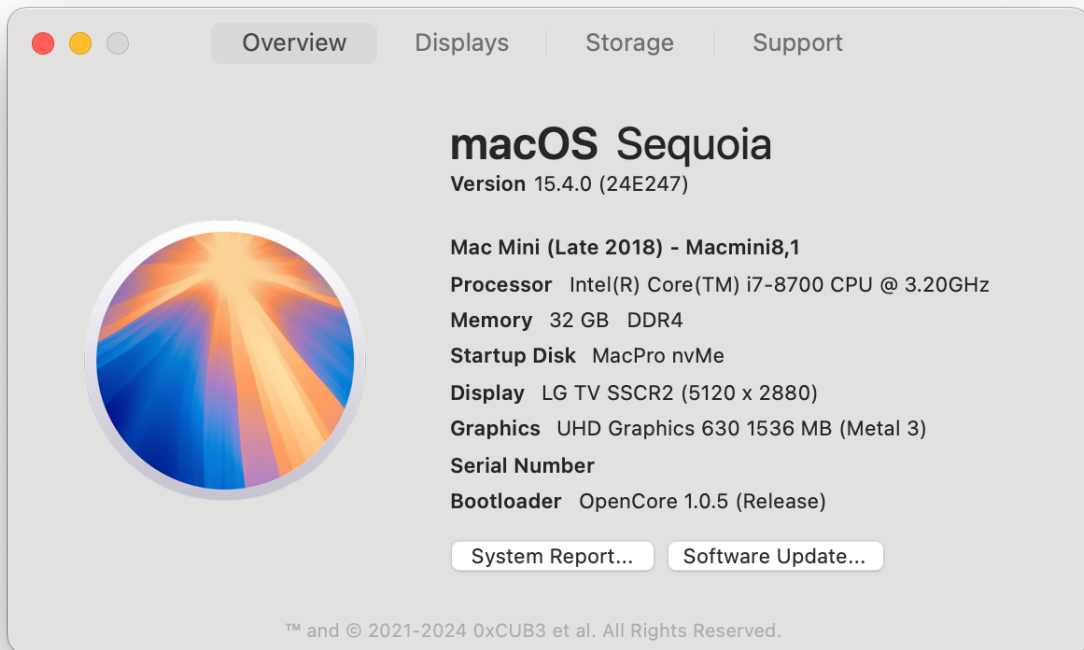 Overview Displays Storage Support
macOS Sequoia
Version 15.4.0 (24E247)
Mac Mini (Late 2018) - Macmini8,1
Processor Intel(R) Core(TM) i7-8700 CPU @ 3.20GHz
Memory 32 GB DDR4
Startup Disk MacPro nvMe
Display LG TV SSCR2 (5120 x 2880)
Graphics UHD Graphics 630 1536 MB (Metal 3)
Serial Number
Bootloader OpenCore 1.0.5 (Release)
System Report... Software Update...
™ and © 2021-2024 0xCUB3 et al. All Rights Reserved.